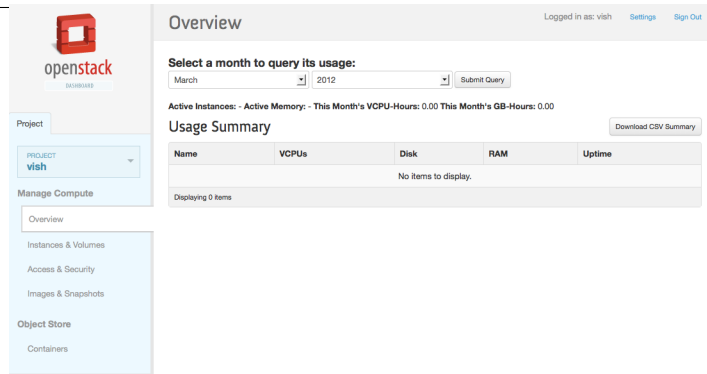 openstack
DASHBOARD
Project
PROJECT
vish
Manage Compute
Overview
Instances & Volumes
Access & Security
Images & Snapshots
Object Store
Containers
Overview
Logged in as: vish Settings Sign Out
Select a month to query its usage:
March 2012 Submit Query
Active Instances: - Active Memory: - This Month's VCPU-Hours: 0.00 This Month's GB-Hours: 0.00
Usage Summary
Download CSV Summary
Name VCPUs Disk RAM Uptime
No items to display.
Displaying 0 items